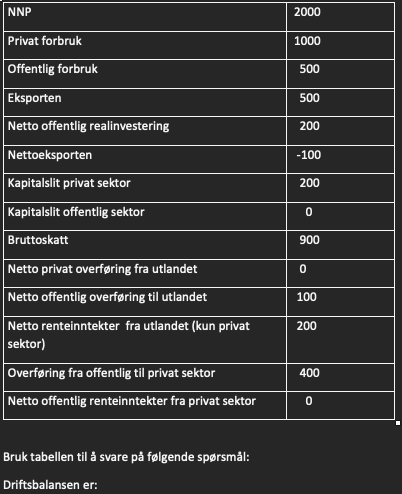 NNP 2000
Privat forbruk 1000
Offentlig forbruk 500
Eksporten 500
Netto offentlig realinvestering 200
Nettoeksporten -100
Kapitalslit privat sektor 200
Kapitalslit offentlig sektor 0
Bruttoskatt 900
Netto privat overføring fra utlandet 0
Netto offentlig overføring til utlandet 100
Netto renteinntekter fra utlandet (kun privat 200
sektor)
Overføring fra offentlig til privat sektor 400
Netto offentlig renteinntekter fra privat sektor 0
Bruk tabellen til å svare på følgende spørsmål:
Driftsbalansen er: